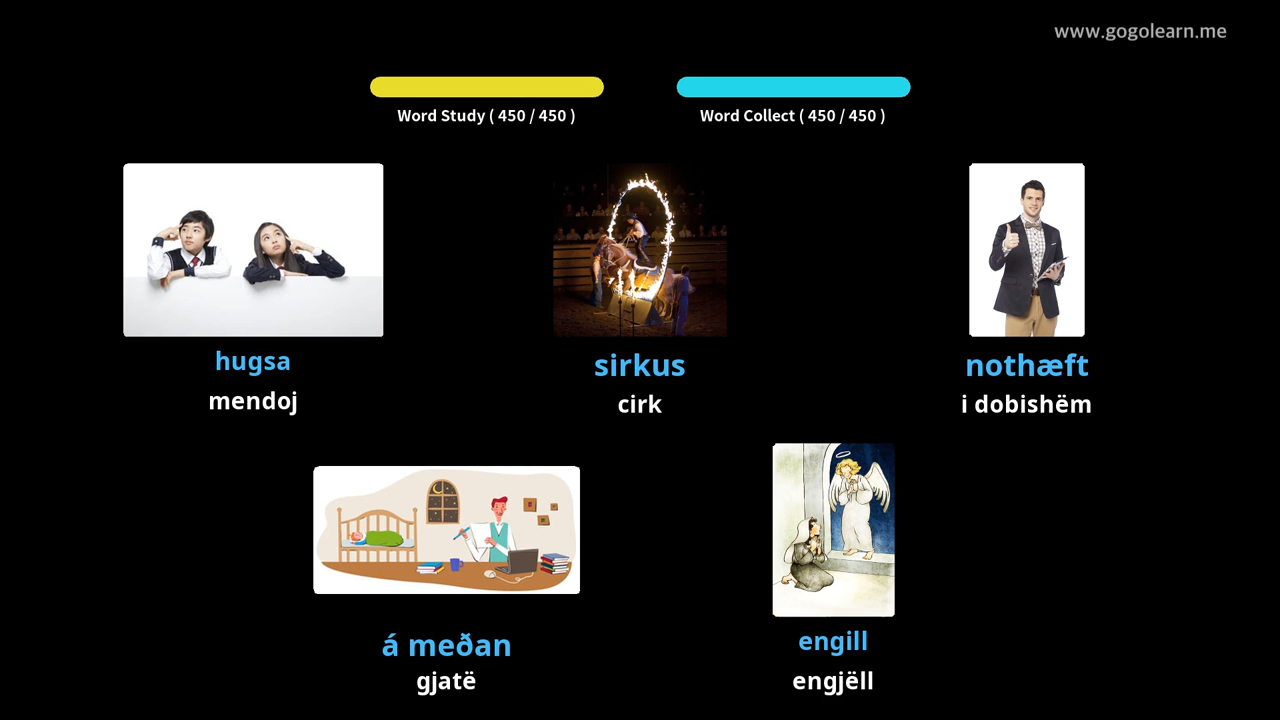 www.gogolearn.me
Word Study ( 450 / 450 )
Word Collect ( 450 / 450 )
hugsa
mendoj
sirkus
cirk
nothæft
i dobishëm
á meðan
gjatë
engill
engjëll